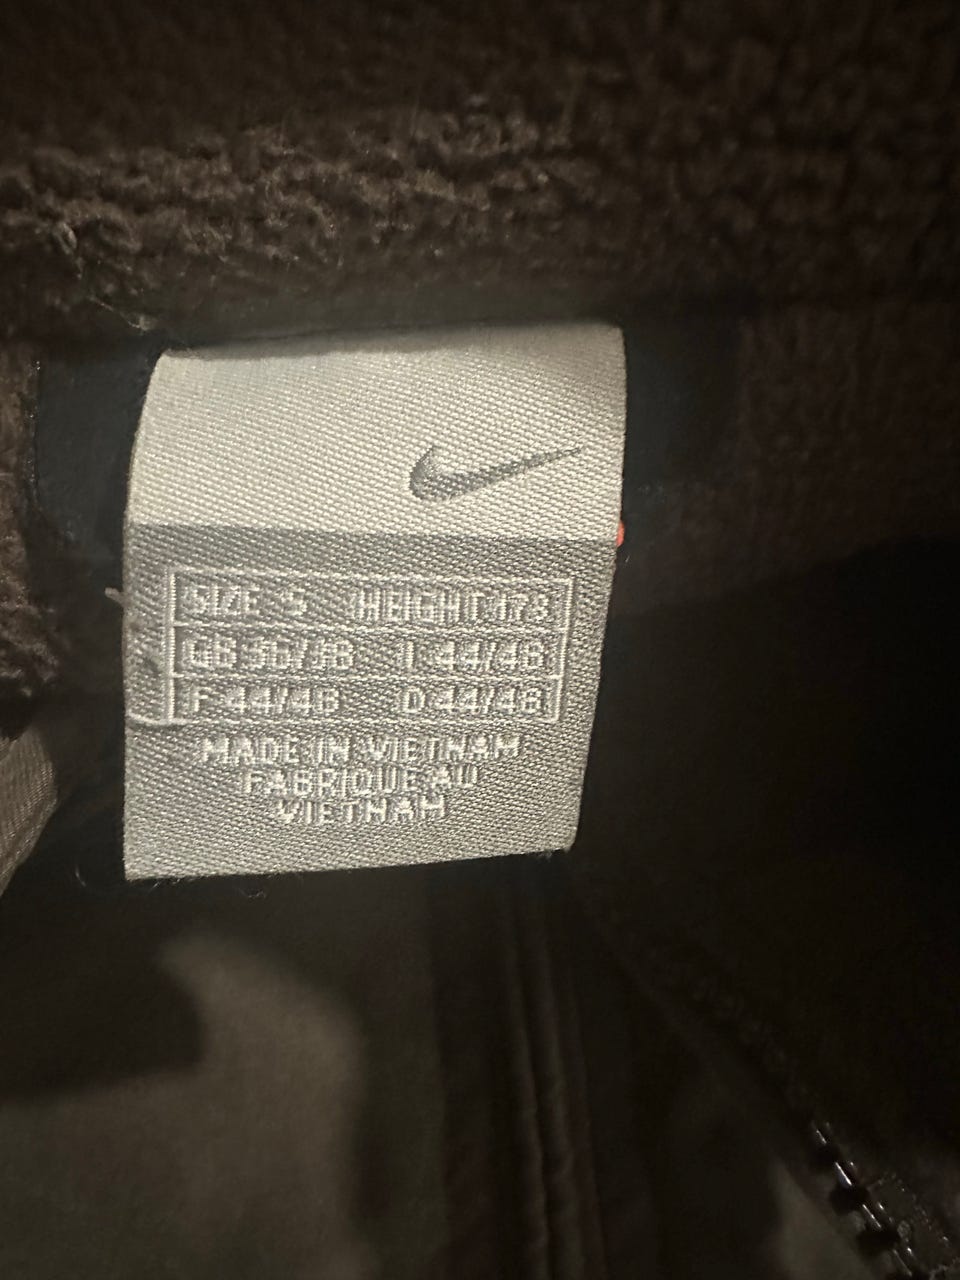 SIZE S HEIGHT 173
GB 36/38 I 44/46
F 44/46 D 44/46
MADE IN VIETNAM
FABRIQUE AU
VIETNAM